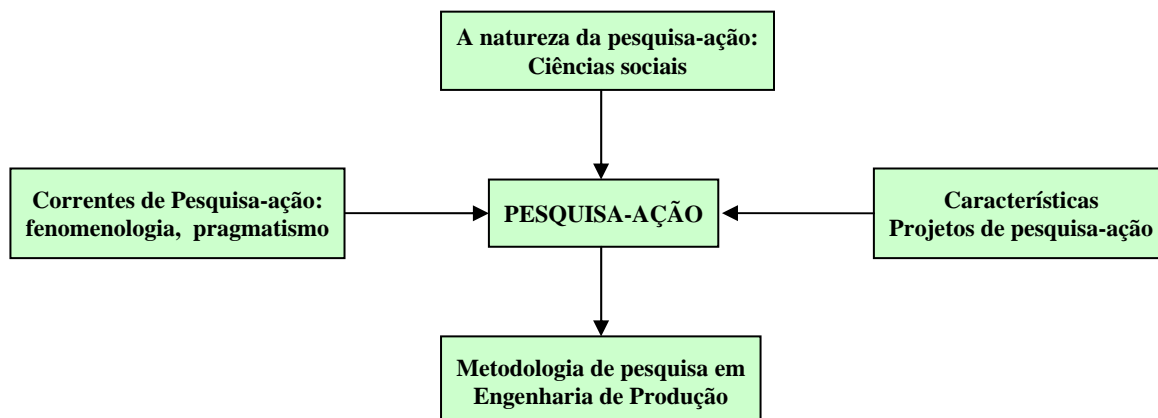 A natureza da pesquisa-ação:
Ciências sociais
Correntes de Pesquisa-ação:
fenomenologia, pragmatismo
PESQUISA-AÇÃO
Características
Projetos de pesquisa-ação
Metodologia de pesquisa em
Engenharia de Produção